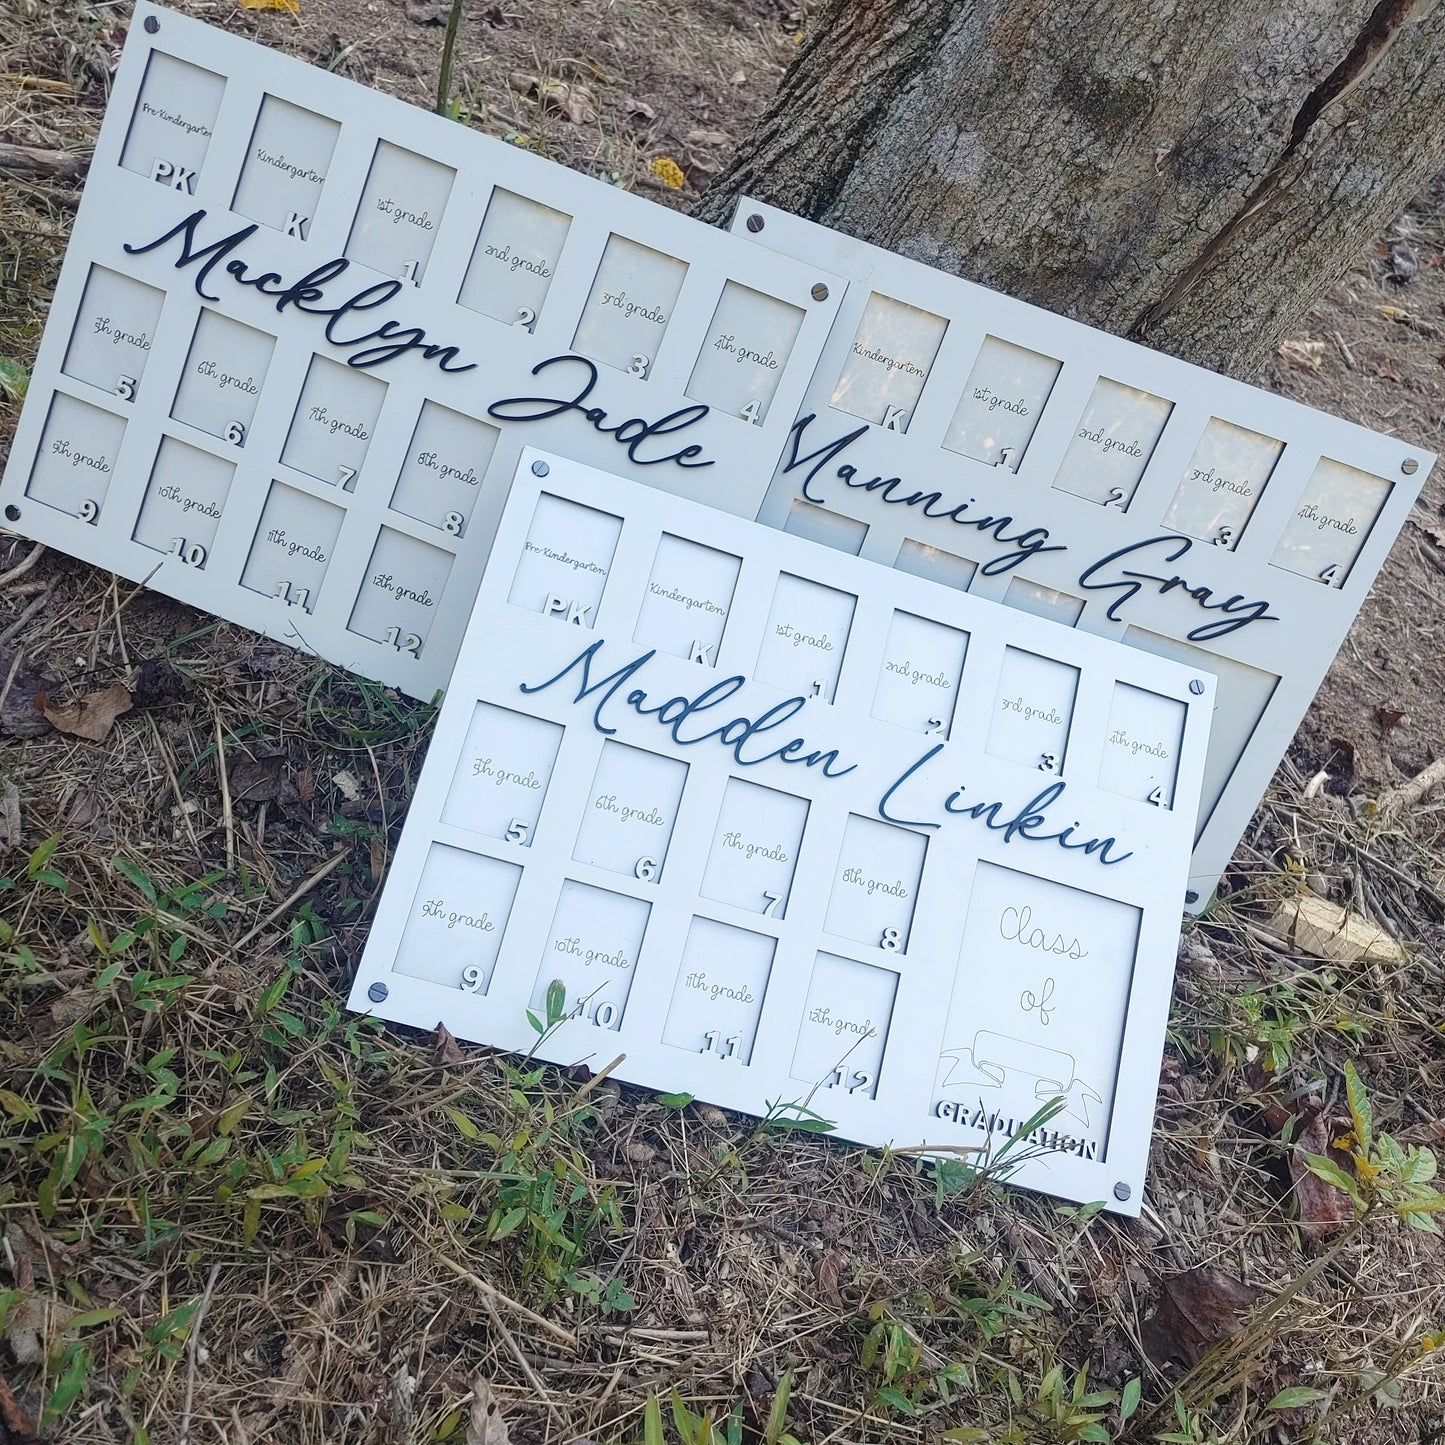 Pre-Kindergarten Kindergarten 1st grade 2nd grade 3rd grade 4th grade
PK K 1 2 3 4
Macklyn Jade
5th grade 6th grade 7th grade 8th grade
5 6 7 8
9th grade 10th grade 11th grade 12th grade
9 10 11 12
Kindergarten 1st grade 2nd grade 3rd grade 4th grade
K 1 2 3 4
Manning Gray
Pre-Kindergarten Kindergarten 1st grade 2nd grade 3rd grade 4th grade
PK K 1 2 3 4
Madden Linkin
5th grade 6th grade 7th grade 8th grade
5 6 7 8
9th grade 10th grade 11th grade 12th grade
9 10 11 12
Class
of
GRADUATION